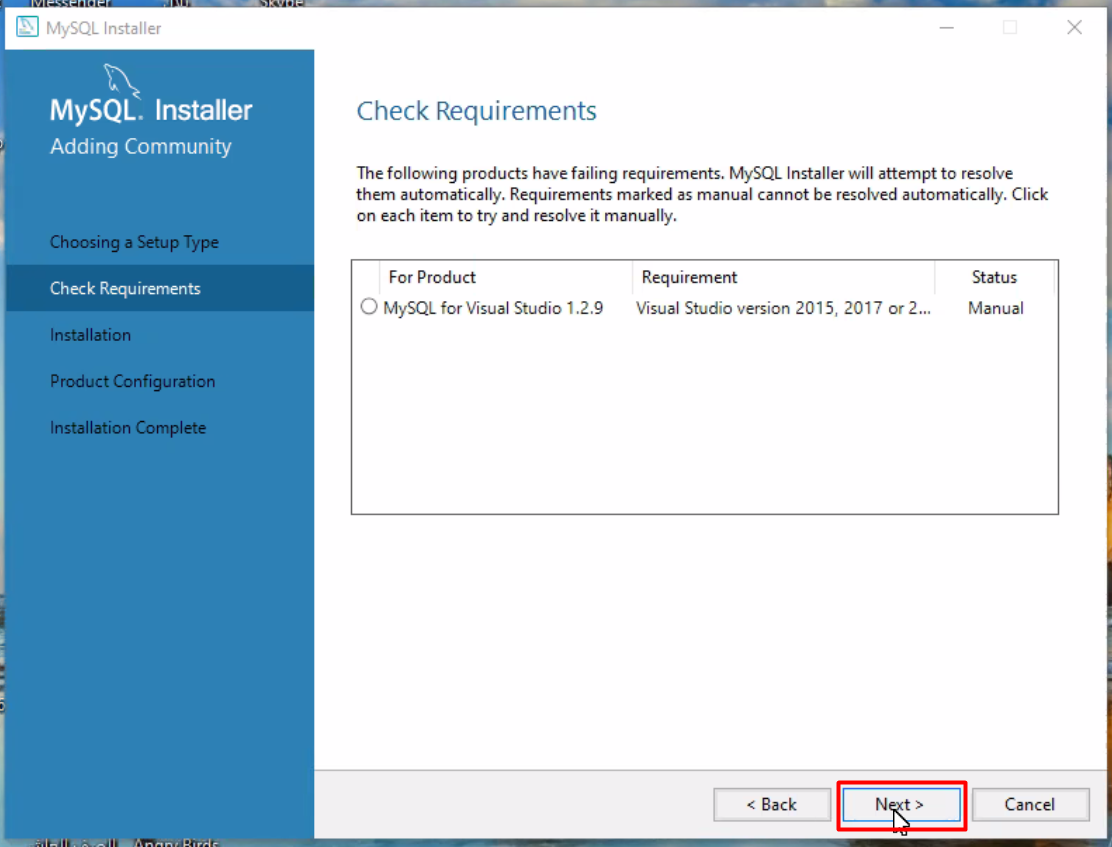 Messenger Skype
MySQL Installer
MySQL. Installer
Adding Community
Choosing a Setup Type
Check Requirements
Installation
Product Configuration
Installation Complete
Check Requirements
The following products have failing requirements. MySQL Installer will attempt to resolve
them automatically. Requirements marked as manual cannot be resolved automatically. Click
on each item to try and resolve it manually.
For Product Requirement Status
MySQL for Visual Studio 1.2.9 Visual Studio version 2015, 2017 or 2... Manual
< Back Next > Cancel
Angry Birds